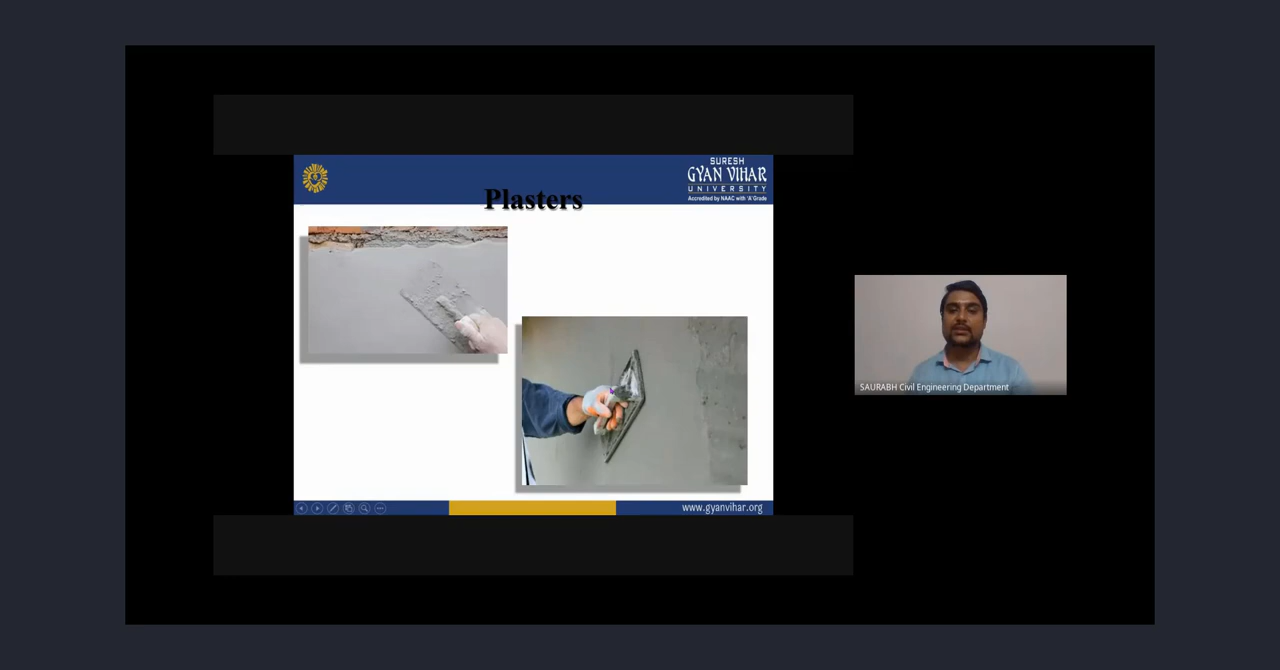 SURESH
GYAN VIHAR
UNIVERSITY
Accredited by NAAC with 'A' Grade
Plasters
SAURABH Civil Engineering Department
www.gyanvihar.org